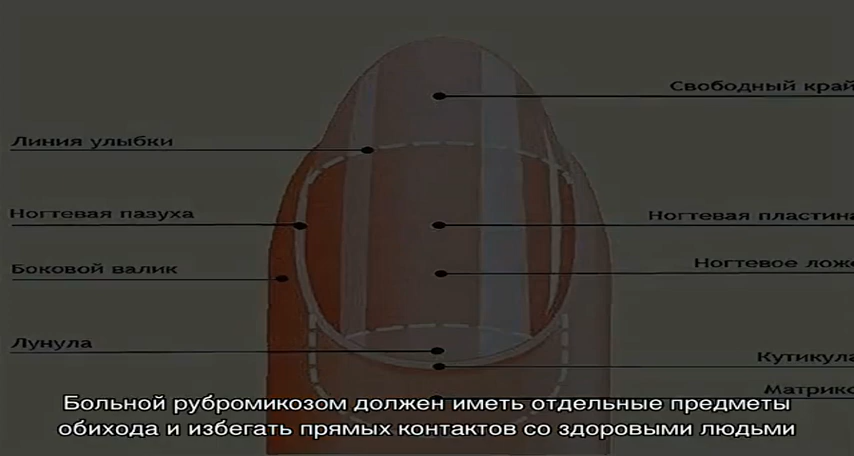 Свободный край
Линия улыбки
Ногтевая пазуха
Ногтевая пластина
Ногтевое ложе
Боковой валик
Лунула
Кутикула
Матрикс
Больной рубромикозом должен иметь отдельные предметы
обихода и избегать прямых контактов со здоровыми людьми